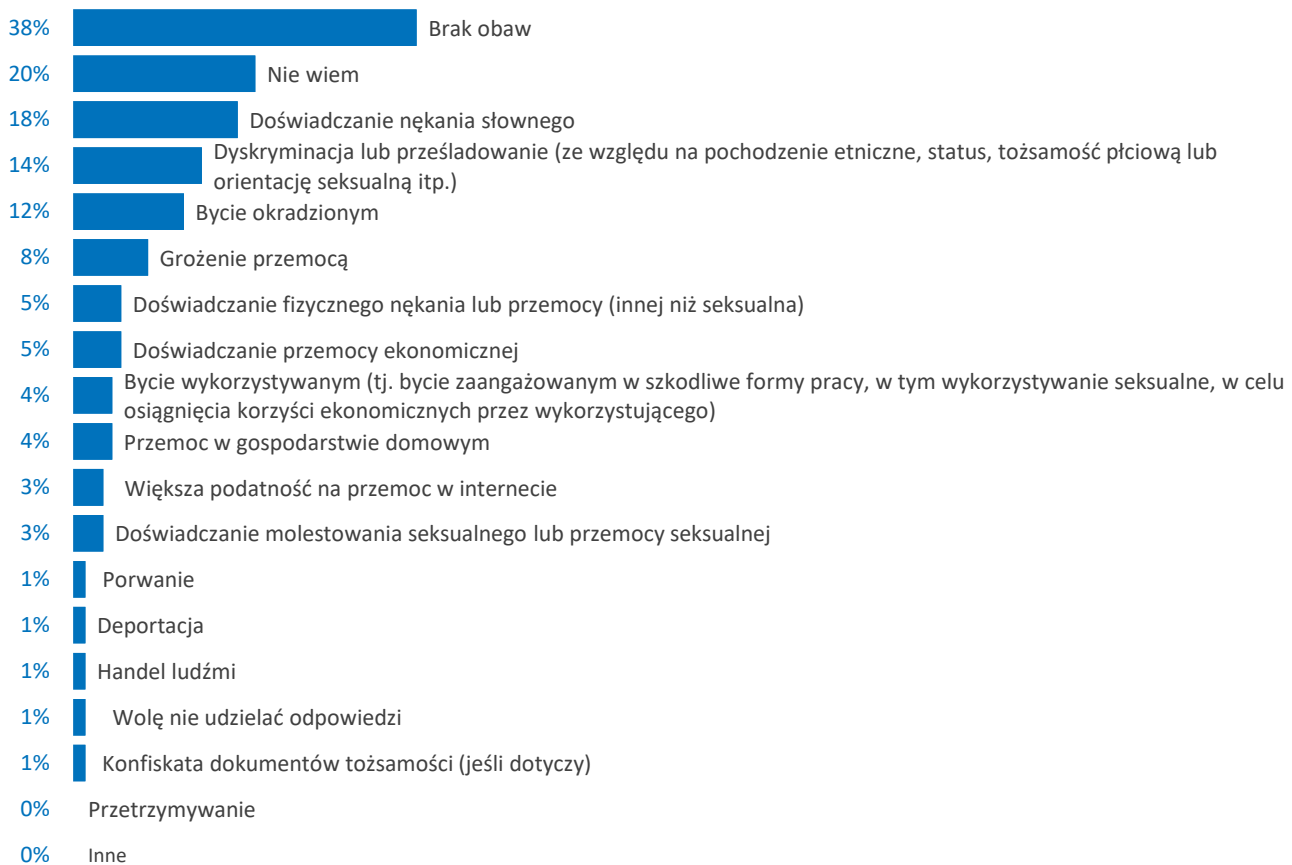 38% Brak obaw
20% Nie wiem
18% Doświadczanie nękania słownego
14% Dyskryminacja lub prześladowanie (ze względu na pochodzenie etniczne, status, tożsamość płciową lub
orientację seksualną itp.)
12% Bycie okradzionym
8% Grożenie przemocą
5% Doświadczanie fizycznego nękania lub przemocy (innej niż seksualna)
5% Doświadczanie przemocy ekonomicznej
4% Bycie wykorzystywanym (tj. bycie zaangażowanym w szkodliwe formy pracy, w tym wykorzystywanie seksualne, w celu
osiągnięcia korzyści ekonomicznych przez wykorzystującego)
4% Przemoc w gospodarstwie domowym
3% Większa podatność na przemoc w internecie
3% Doświadczanie molestowania seksualnego lub przemocy seksualnej
1% Porwanie
1% Deportacja
1% Handel ludźmi
1% Wolę nie udzielać odpowiedzi
1% Konfiskata dokumentów tożsamości (jeśli dotyczy)
0% Przetrzymywanie
0% Inne